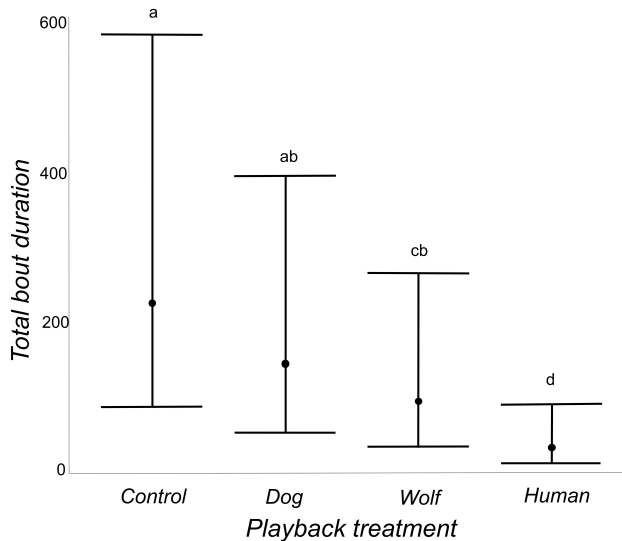 600
a
400
ab
cb
200
d
0
Total bout duration
Control
Dog
Wolf
Human
Playback treatment